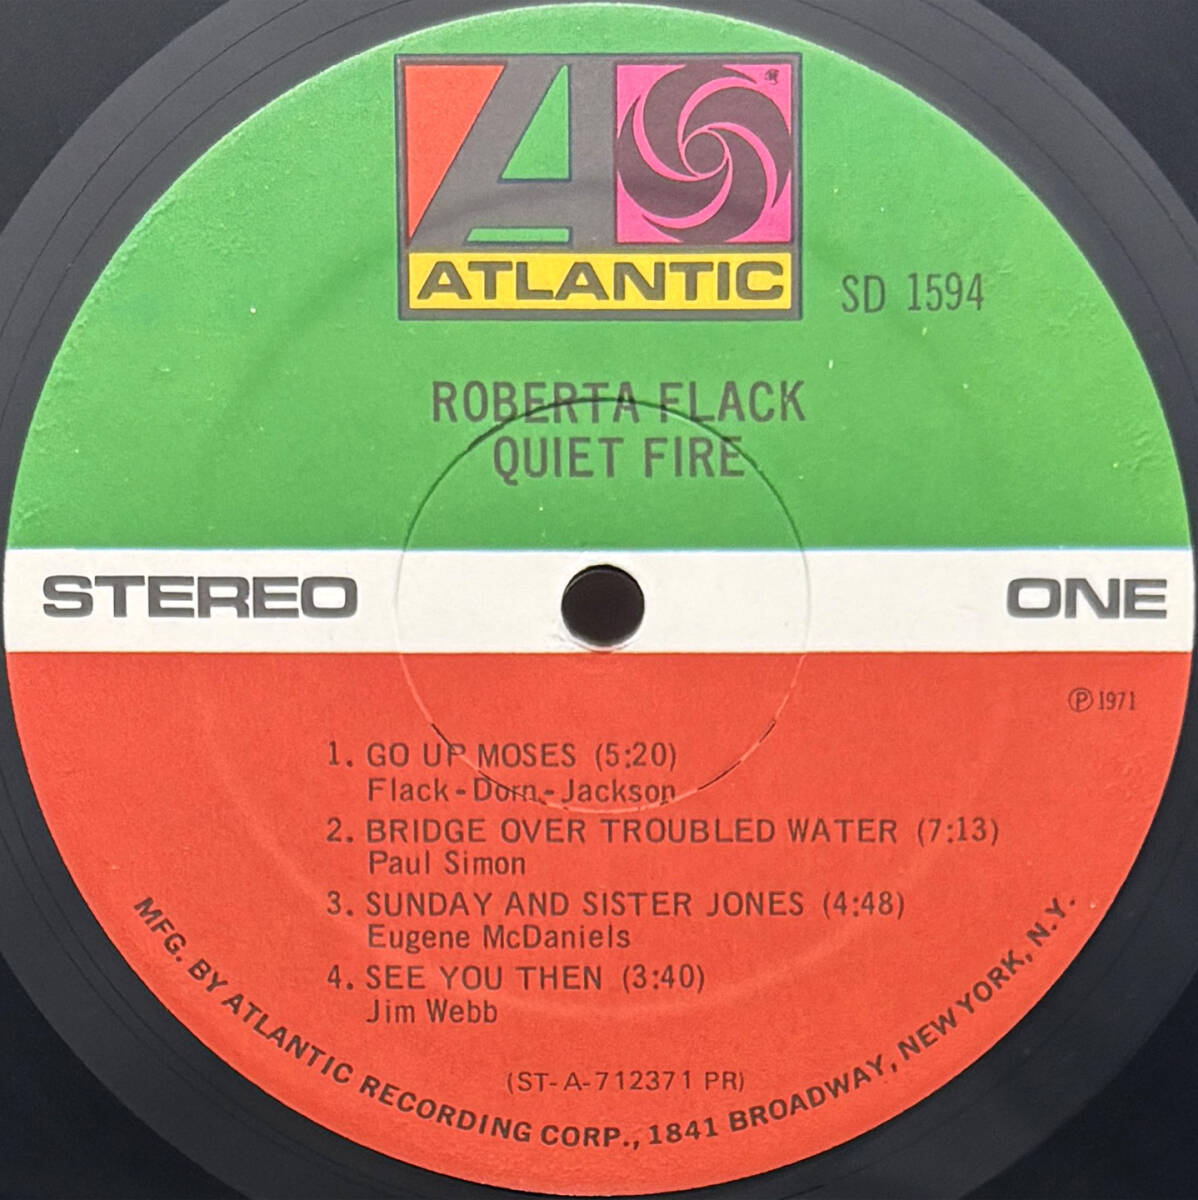 ATLANTIC
SD 1594
ROBERTA FLACK
QUIET FIRE
STEREO
ONE
℗ 1971
1. GO UP MOSES (5:20)
Flack-Dorn-Jackson
2. BRIDGE OVER TROUBLED WATER (7:13)
Paul Simon
3. SUNDAY AND SISTER JONES (4:48)
Eugene McDaniels
4. SEE YOU THEN (3:40)
Jim Webb
(ST-A-712371 PR)
MFG. BY ATLANTIC RECORDING CORP., 1841 BROADWAY, NEW YORK, N.Y.